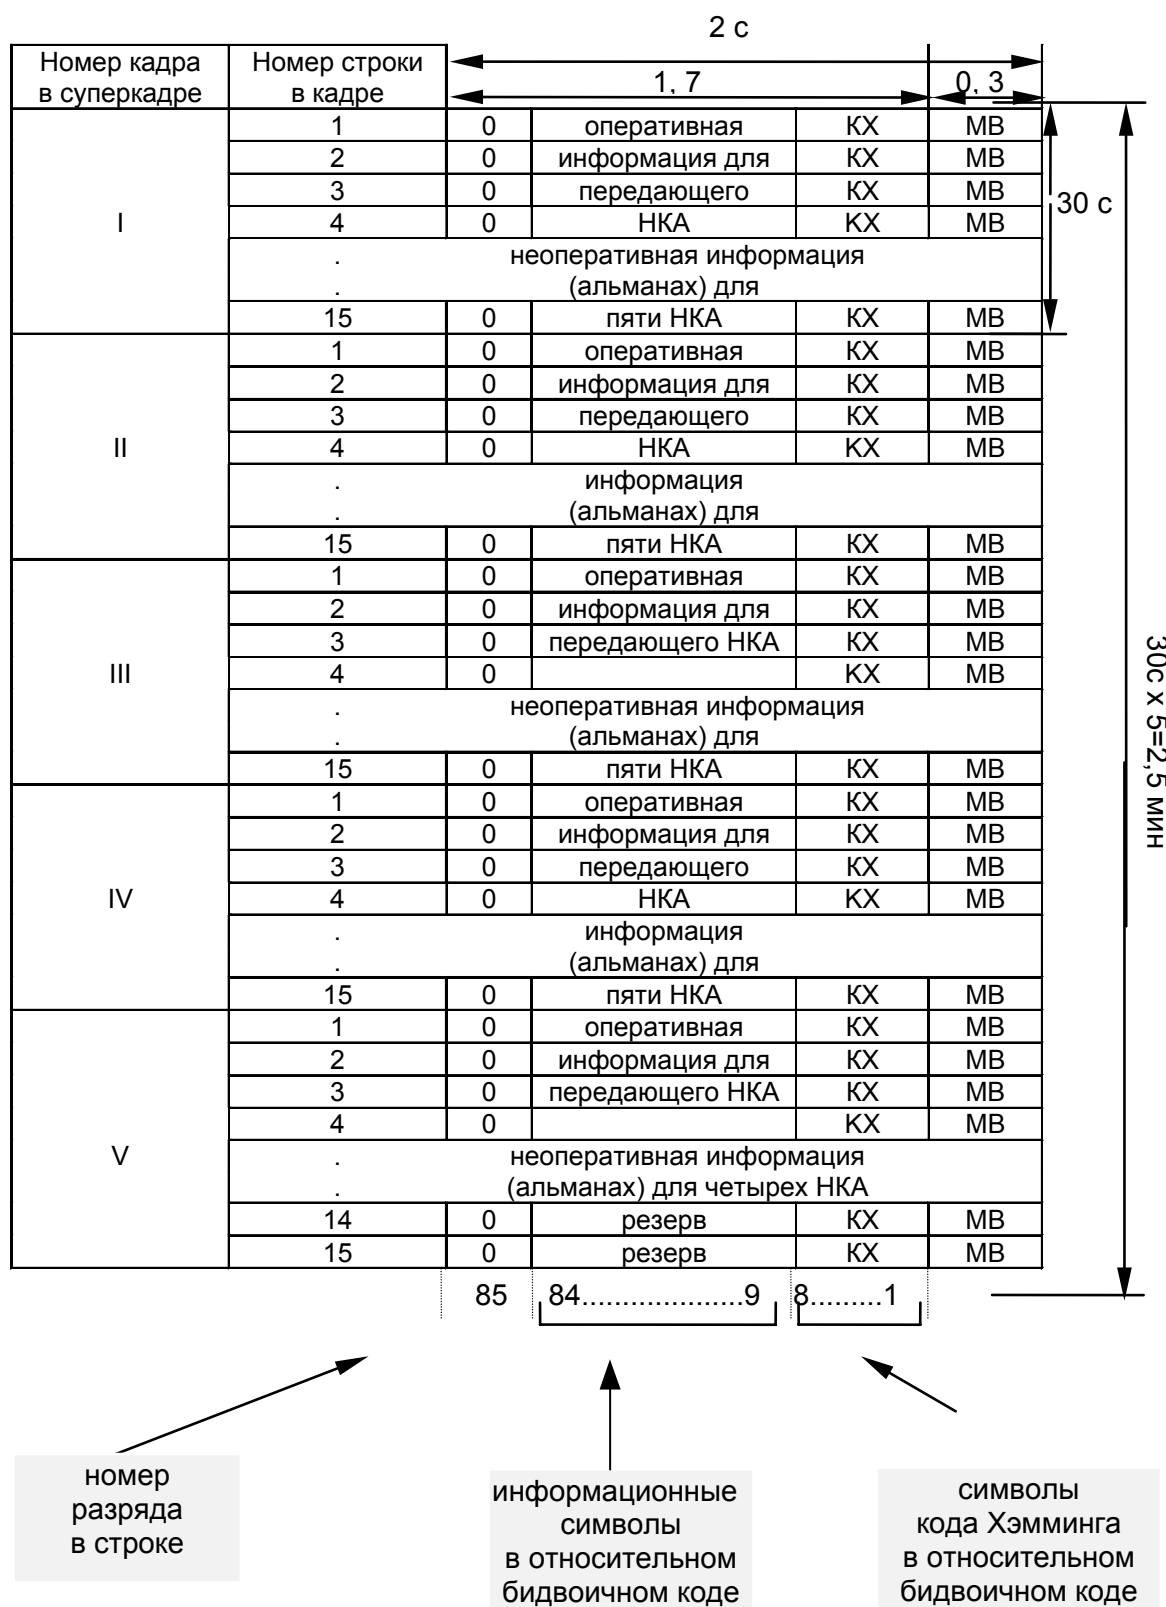 2 с
Номер кадра в суперкадре Номер строки в кадре 1, 7 0, 3
I
1 0 оперативная КХ МВ
2 0 информация для КХ МВ
3 0 передающего КХ МВ
4 0 НКА КХ МВ
. неоперативная информация
. (альманах) для
15 0 пяти НКА КХ МВ
30 с
II
1 0 оперативная КХ МВ
2 0 информация для КХ МВ
3 0 передающего КХ МВ
4 0 НКА КХ МВ
. информация
. (альманах) для
15 0 пяти НКА КХ МВ
III
1 0 оперативная КХ МВ
2 0 информация для КХ МВ
3 0 передающего НКА КХ МВ
4 0 КХ МВ
. неоперативная информация
. (альманах) для
15 0 пяти НКА КХ МВ
30с х 5=2,5 мин
IV
1 0 оперативная КХ МВ
2 0 информация для КХ МВ
3 0 передающего КХ МВ
4 0 НКА КХ МВ
. информация
. (альманах) для
15 0 пяти НКА КХ МВ
V
1 0 оперативная КХ МВ
2 0 информация для КХ МВ
3 0 передающего НКА КХ МВ
4 0 КХ МВ
. неоперативная информация
. (альманах) для четырех НКА
14 0 резерв КХ МВ
15 0 резерв КХ МВ
85 84....................9 8.........1
номер
разряда
в строке
информационные
символы
в относительном
бидвоичном коде
символы
кода Хэмминга
в относительном
бидвоичном коде